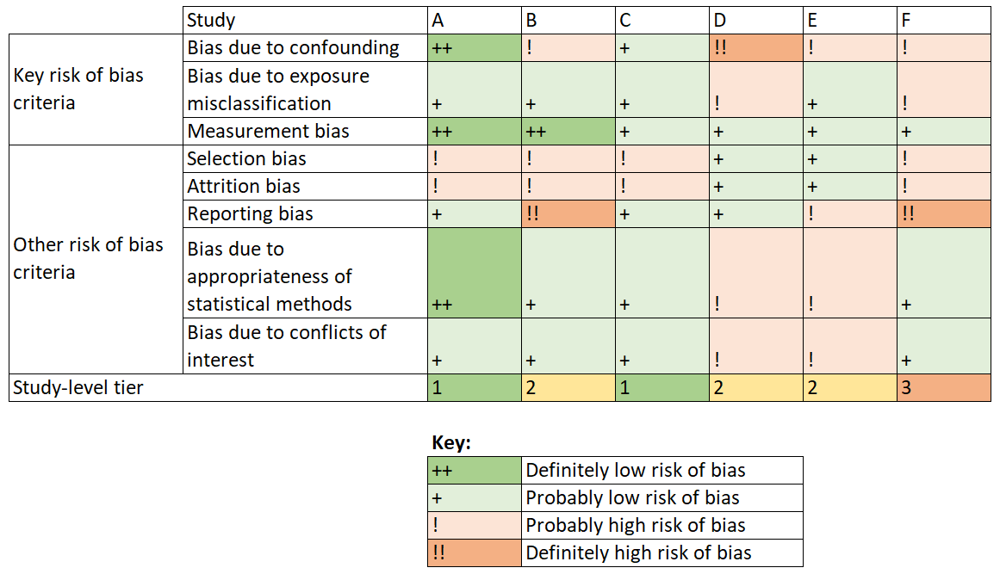 Study A B C D E F
Key risk of bias
criteria
Bias due to confounding ++ ! + !! ! !
Bias due to exposure
misclassification + + + ! + !
Measurement bias ++ ++ + + + +
Other risk of bias
criteria
Selection bias ! ! ! + + !
Attrition bias ! ! ! + + !
Reporting bias + !! + + ! !!
Bias due to
appropriateness of
statistical methods ++ + + ! ! +
Bias due to conflicts of
interest + + + ! ! +
Study-level tier 1 2 1 2 2 3
Key:
++ Definitely low risk of bias
+ Probably low risk of bias
! Probably high risk of bias
!! Definitely high risk of bias